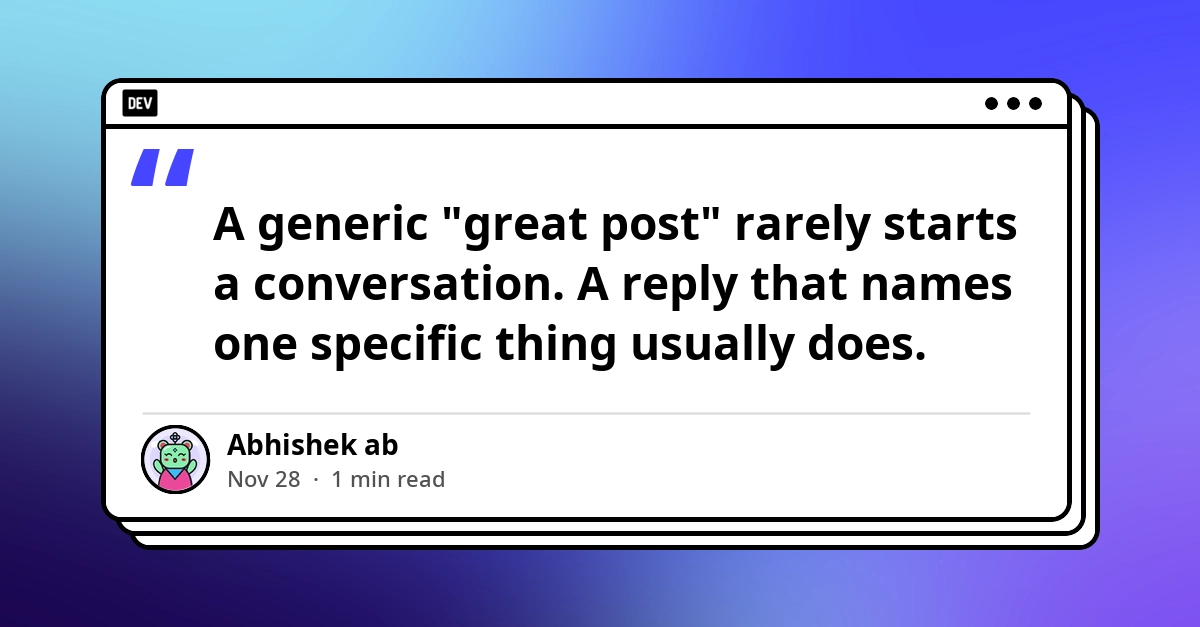 DEV
A generic "great post" rarely starts
a conversation. A reply that names
one specific thing usually does.
Abhishek ab
Nov 28 · 1 min read